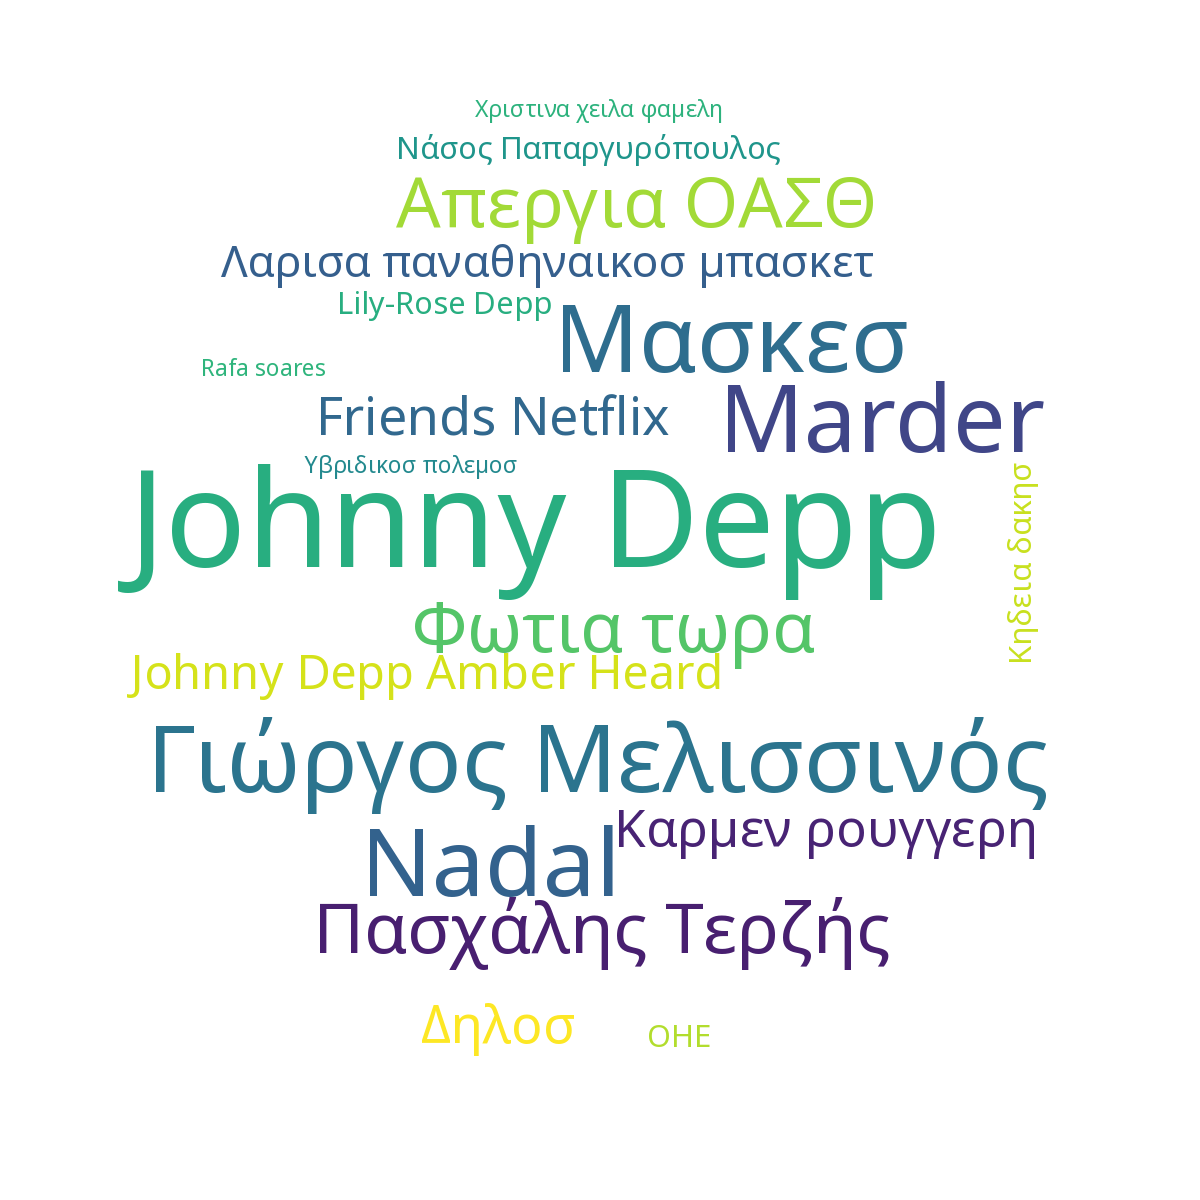 Χριστινα χειλα φαμελη
Νάσος Παπαργυρόπουλος
Απεργια ΟΑΣΘ
Λαρισα παναθηναικοσ μπασκετ
Lily-Rose Depp
Μασκεσ
Rafa soares
Friends Netflix
Marder
Υβριδικοσ πολεμοσ
Johnny Depp
Κηδεια δακησ
Φωτια τωρα
Johnny Depp Amber Heard
Γιώργος Μελισσινός
Καρμεν ρουγγερη
Nadal
Πασχάλης Τερζής
Δηλοσ
ΟΗΕ